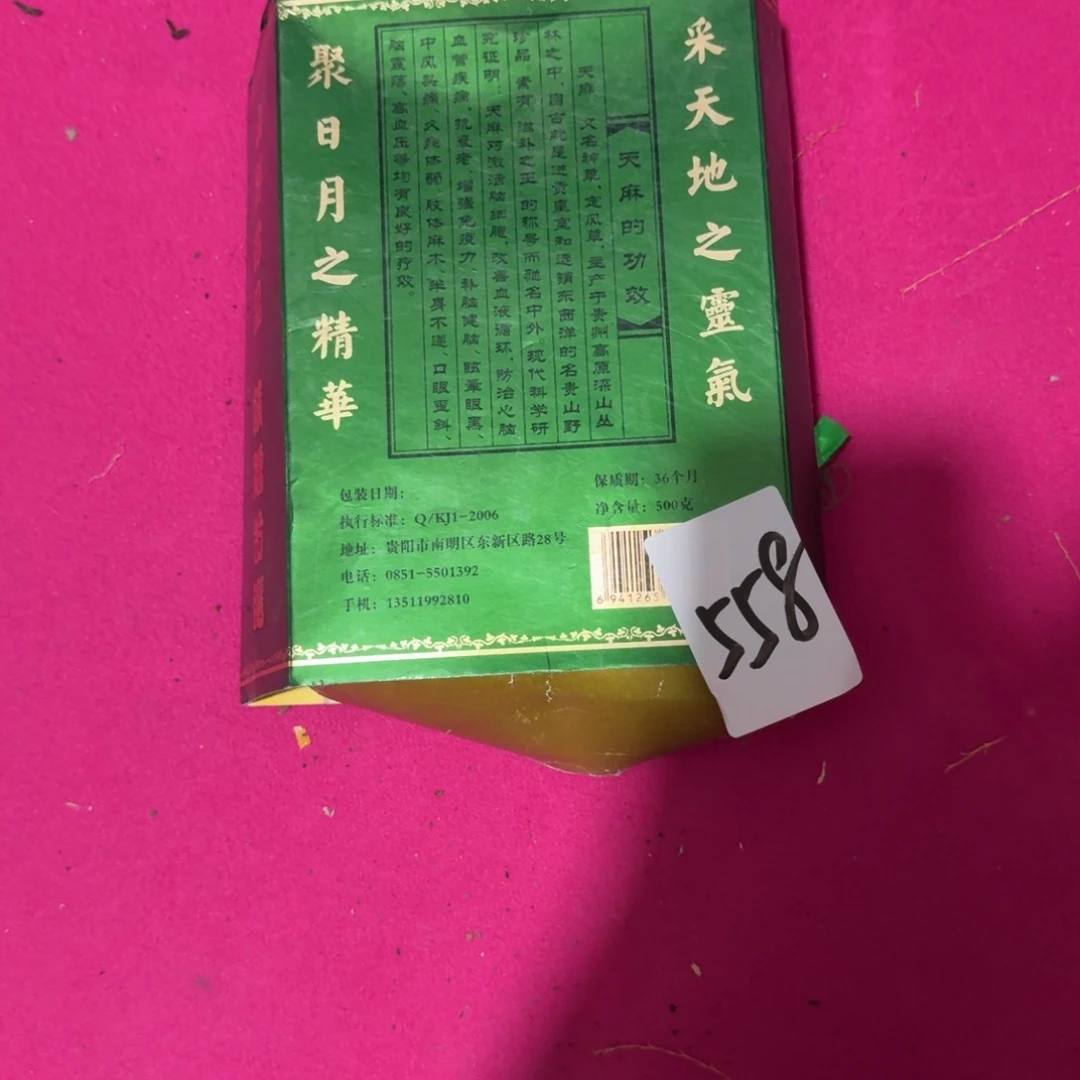 采天地之靈氣
天麻的功效
天麻，又名神草、定风草，主产于贵州高原深山丛
林之中，自古就是进贡皇室和远销东西洋的名贵山野
珍品。素有“滋补之王”的称号而驰名中外。现代科学研
究证明：天麻可激活脑细胞，改善血液循环，防治心脑
血管疾病，抗衰老、增强免疫力、补脑健脑、眩晕眼黑、
中风头痛、久病体弱、肢体麻木、半身不遂、口眼歪斜、
脑震荡、高血压等均有良好的疗效。
聚日月之精華
包装日期：
保质期：36个月
执行标准：Q/KJ1-2006
净含量：500克
地址：贵阳市南明区东新区路28号
电话：0851-5501392
手机：13511992810
6 941265
558